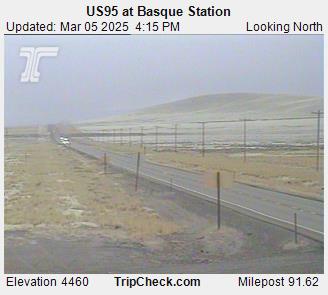 US95 at Basque Station
Updated: Mar 05 2025 4:15 PM Looking North
Elevation 4460 TripCheck.com Milepost 91.62